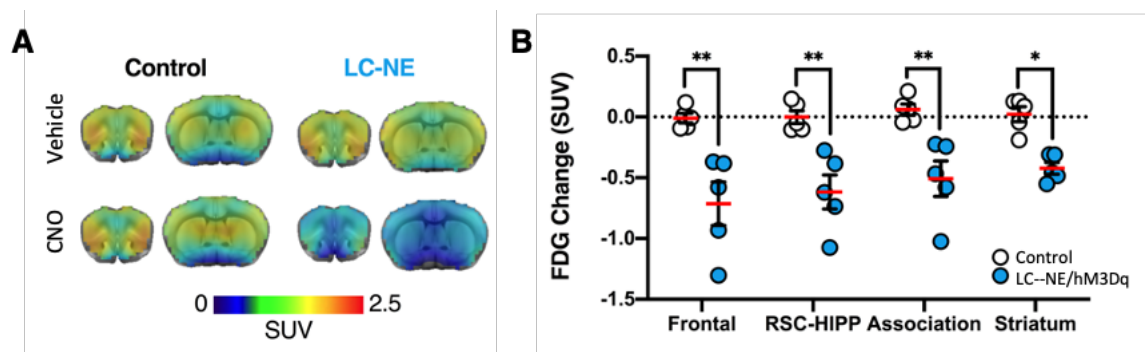 A
Control
LC-NE
Vehicle
CNO
0
2.5
SUV
B
FDG Change (SUV)
0.5
0.0
-0.5
-1.0
-1.5
**
**
**
*
Control
LC--NE/hM3Dq
Frontal
RSC-HIPP
Association
Striatum